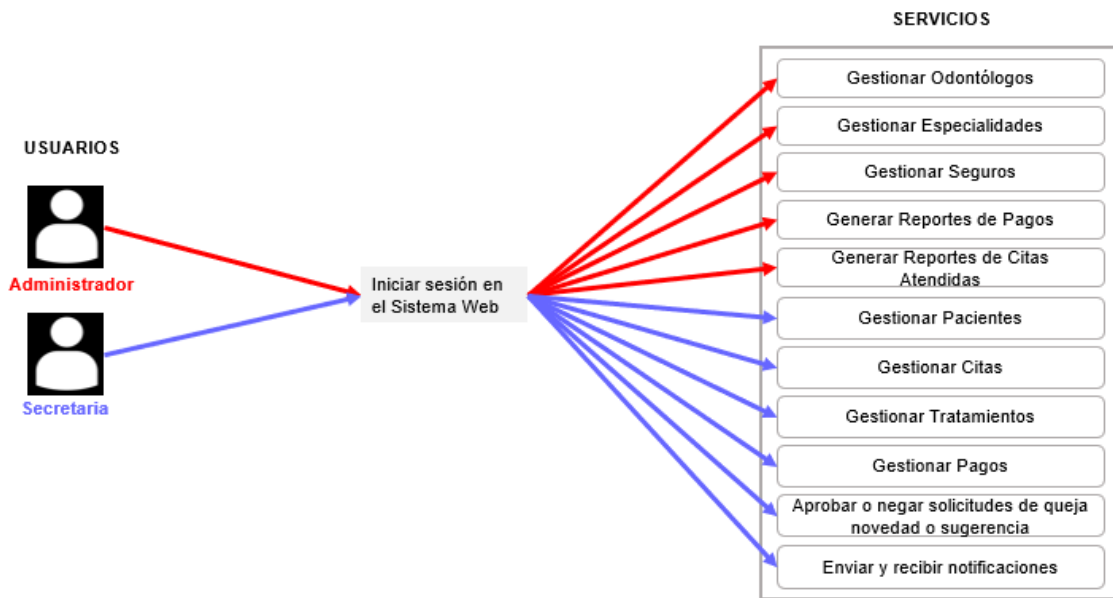 USUARIOS
Administrador
Secretaria
Iniciar sesión en
el Sistema Web
SERVICIOS
Gestionar Odontólogos
Gestionar Especialidades
Gestionar Seguros
Generar Reportes de Pagos
Generar Reportes de Citas
Atendidas
Gestionar Pacientes
Gestionar Citas
Gestionar Tratamientos
Gestionar Pagos
Aprobar o negar solicitudes de queja
novedad o sugerencia
Enviar y recibir notificaciones